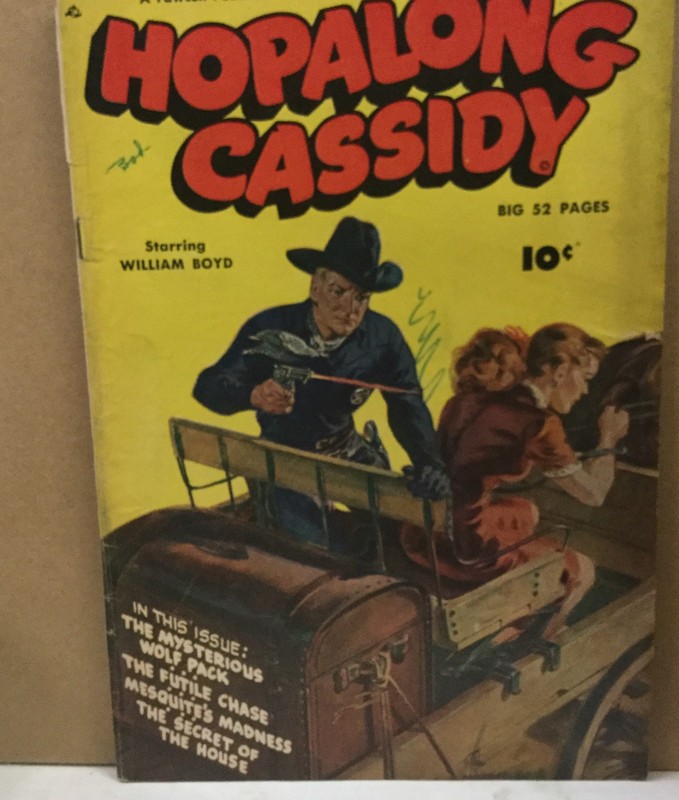 HOPALONG
CASSIDY
BIG 52 PAGES
10¢
Starring
WILLIAM BOYD
IN THIS ISSUE:
THE MYSTERIOUS
WOLF PACK
THE FUTILE CHASE
MESQUITE'S MADNESS
THE SECRET OF
THE HOUSE